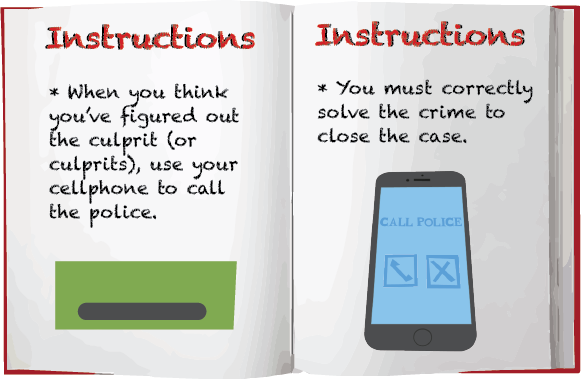 Instructions
* When you think
you've figured out
the culprit (or
culprits), use your
cellphone to call
the police.
Instructions
* You must correctly
solve the crime to
close the case.
CALL POLICE